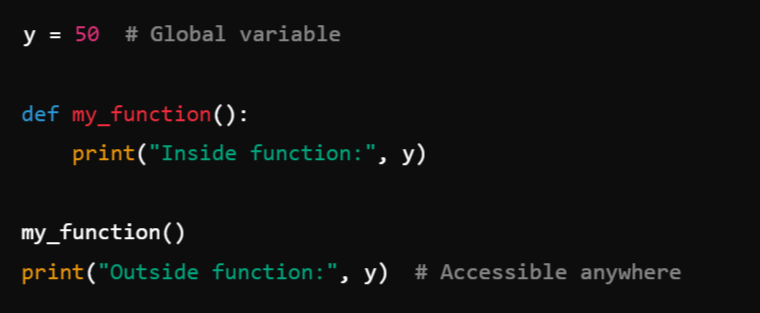 y = 50  # Global variable
def my_function():
    print("Inside function:", y)
my_function()
print("Outside function:", y)  # Accessible anywhere